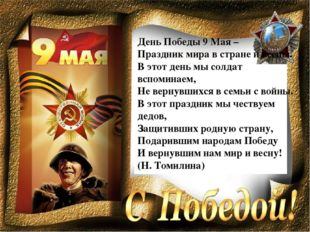 9 МАЯ
День Победы 9 Мая –
Праздник мира в стране и
В этот день мы солдат
вспоминаем,
Не вернувшихся в семьи с войны.
В этот праздник мы чествуем
дедов,
Защитивших родную страну,
Подарившим народам Победу
И вернувшим нам мир и весну!
(Н. Томилина)
С Победой!